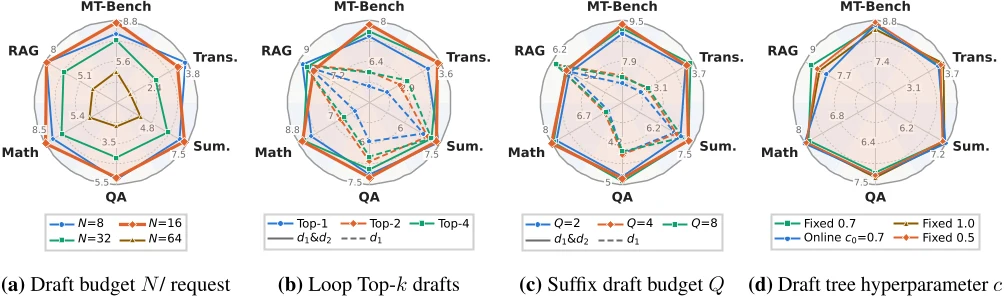 MT-Bench
8.8
RAG
9
Trans.
3.8
5.6
5.1
2.4
5.4
4.8
3.5
8.5
Math
Sum.
7.5
5.5
QA
N=8
N=16
N=32
N=64
(a) Draft budget N/ request
MT-Bench
8
RAG
9
Trans.
3.6
6.4
7.2
2.9
7
6
8.8
Math
Sum.
7.5
7.5
QA
Top-1
Top-2
Top-4
d1&d2
d1
(b) Loop Top-k drafts
MT-Bench
9.5
RAG
6.2
Trans.
3.7
7.9
3.1
6.7
6.2
4
8
Math
Sum.
7.5
5
QA
Q=2
Q=4
Q=8
d1&d2
d1
(c) Suffix draft budget Q
MT-Bench
8.8
RAG
9
Trans.
3.7
7.4
7.7
3.1
6.8
6.2
6.2
8
Math
Sum.
7.2
7.5
QA
Fixed 0.7
Fixed 1.0
Online c0=0.7
Fixed 0.5
(d) Draft tree hyperparameter c